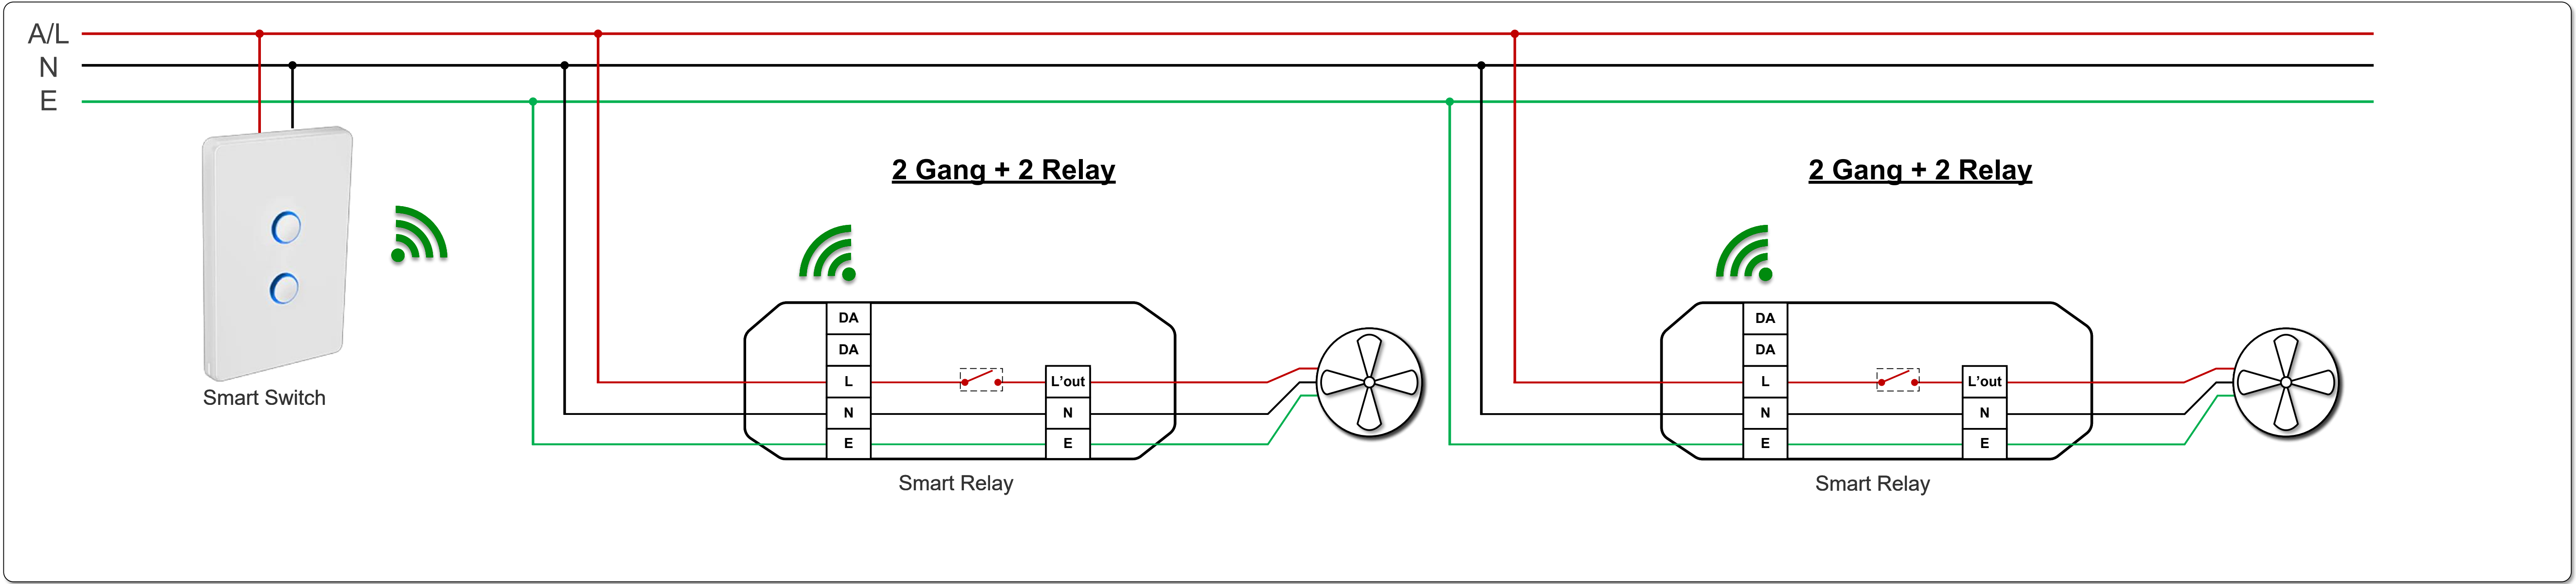 A/L
N
E
2 Gang + 2 Relay
2 Gang + 2 Relay
Smart Switch
DA
DA
L
L'out
N
N
E
E
Smart Relay
DA
DA
L
L'out
N
N
E
E
Smart Relay